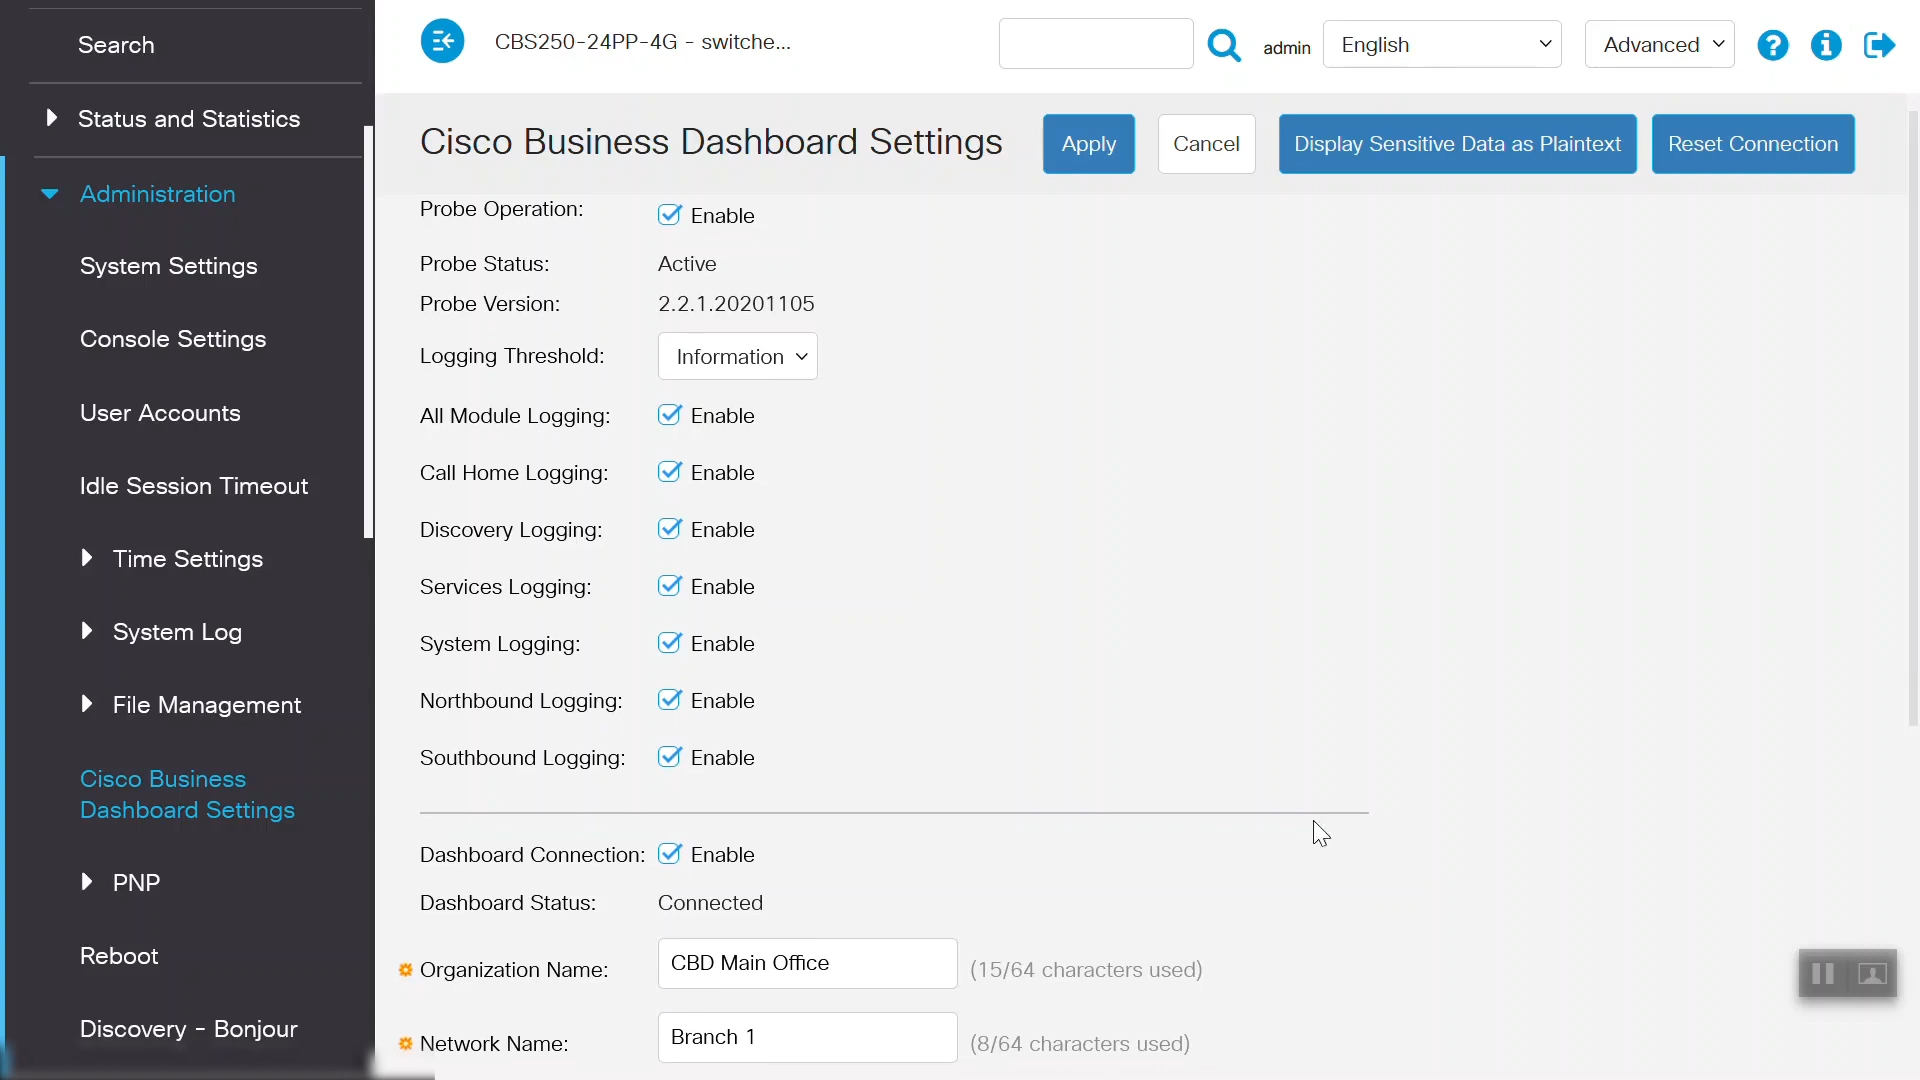 Search
Status and Statistics
Administration
System Settings
Console Settings
User Accounts
Idle Session Timeout
Time Settings
System Log
File Management
Cisco Business
Dashboard Settings
PNP
Reboot
Discovery - Bonjour
CBS250-24PP-4G - switche...
admin
English
Advanced
Cisco Business Dashboard Settings
Apply
Cancel
Display Sensitive Data as Plaintext
Reset Connection
Probe Operation: Enable
Probe Status: Active
Probe Version: 2.2.1.20201105
Logging Threshold: Information
All Module Logging: Enable
Call Home Logging: Enable
Discovery Logging: Enable
Services Logging: Enable
System Logging: Enable
Northbound Logging: Enable
Southbound Logging: Enable
Dashboard Connection: Enable
Dashboard Status: Connected
Organization Name: CBD Main Office (15/64 characters used)
Network Name: Branch 1 (8/64 characters used)